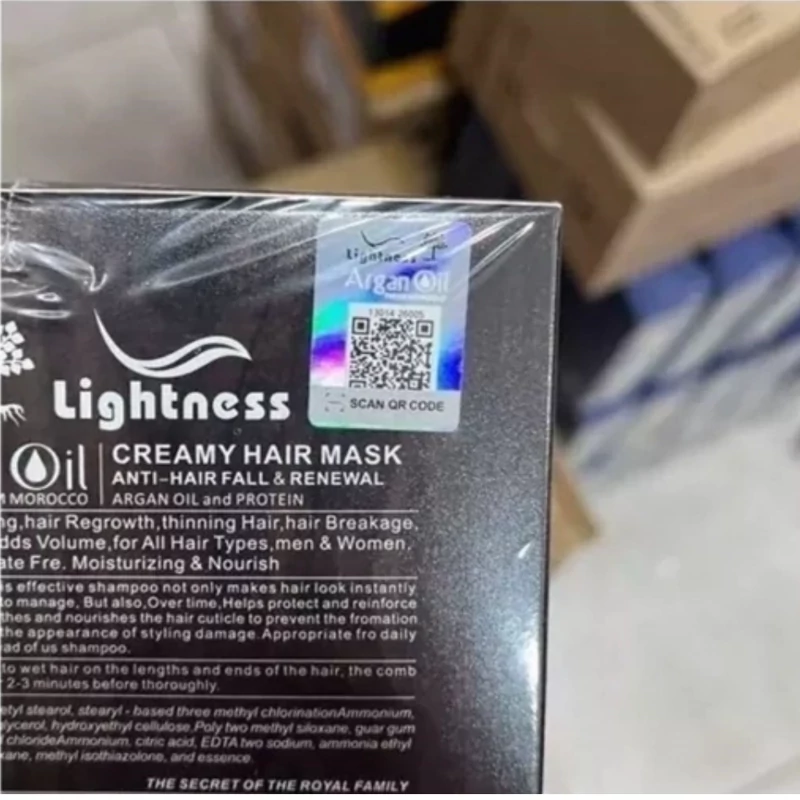 Lightness
Argan Oil
13014 26005
SCAN QR CODE
Lightness
Oil
MOROCCO
CREAMY HAIR MASK
ANTI-HAIR FALL & RENEWAL
ARGAN OIL and PROTEIN
ng,hair Regrowth,thinning Hair,hair Breakage,
dds Volume,for All Hair Types,men & Women,
ate Fre. Moisturizing & Nourish
s effective shampoo not only makes hair look instantly
to manage, But also,Over time,Helps protect and reinforce
thes and nourishes the hair cuticle to prevent the fromation
the appearance of styling damage.Appropriate fro daily
ad of us shampoo.
to wet hair on the lengths and ends of the hair, the comb
2-3 minutes before thoroughly.
etyl stearol, stearyl - based three methyl chlorinationAmmonium,
lycerol, hydroxyethyl cellulose,Poly two methyl siloxane, guar gum
chlorideAmmonium, citric acid, EDTA two sodium, ammonia ethyl
xane, methyl isothiazolone, and essence.
THE SECRET OF THE ROYAL FAMILY